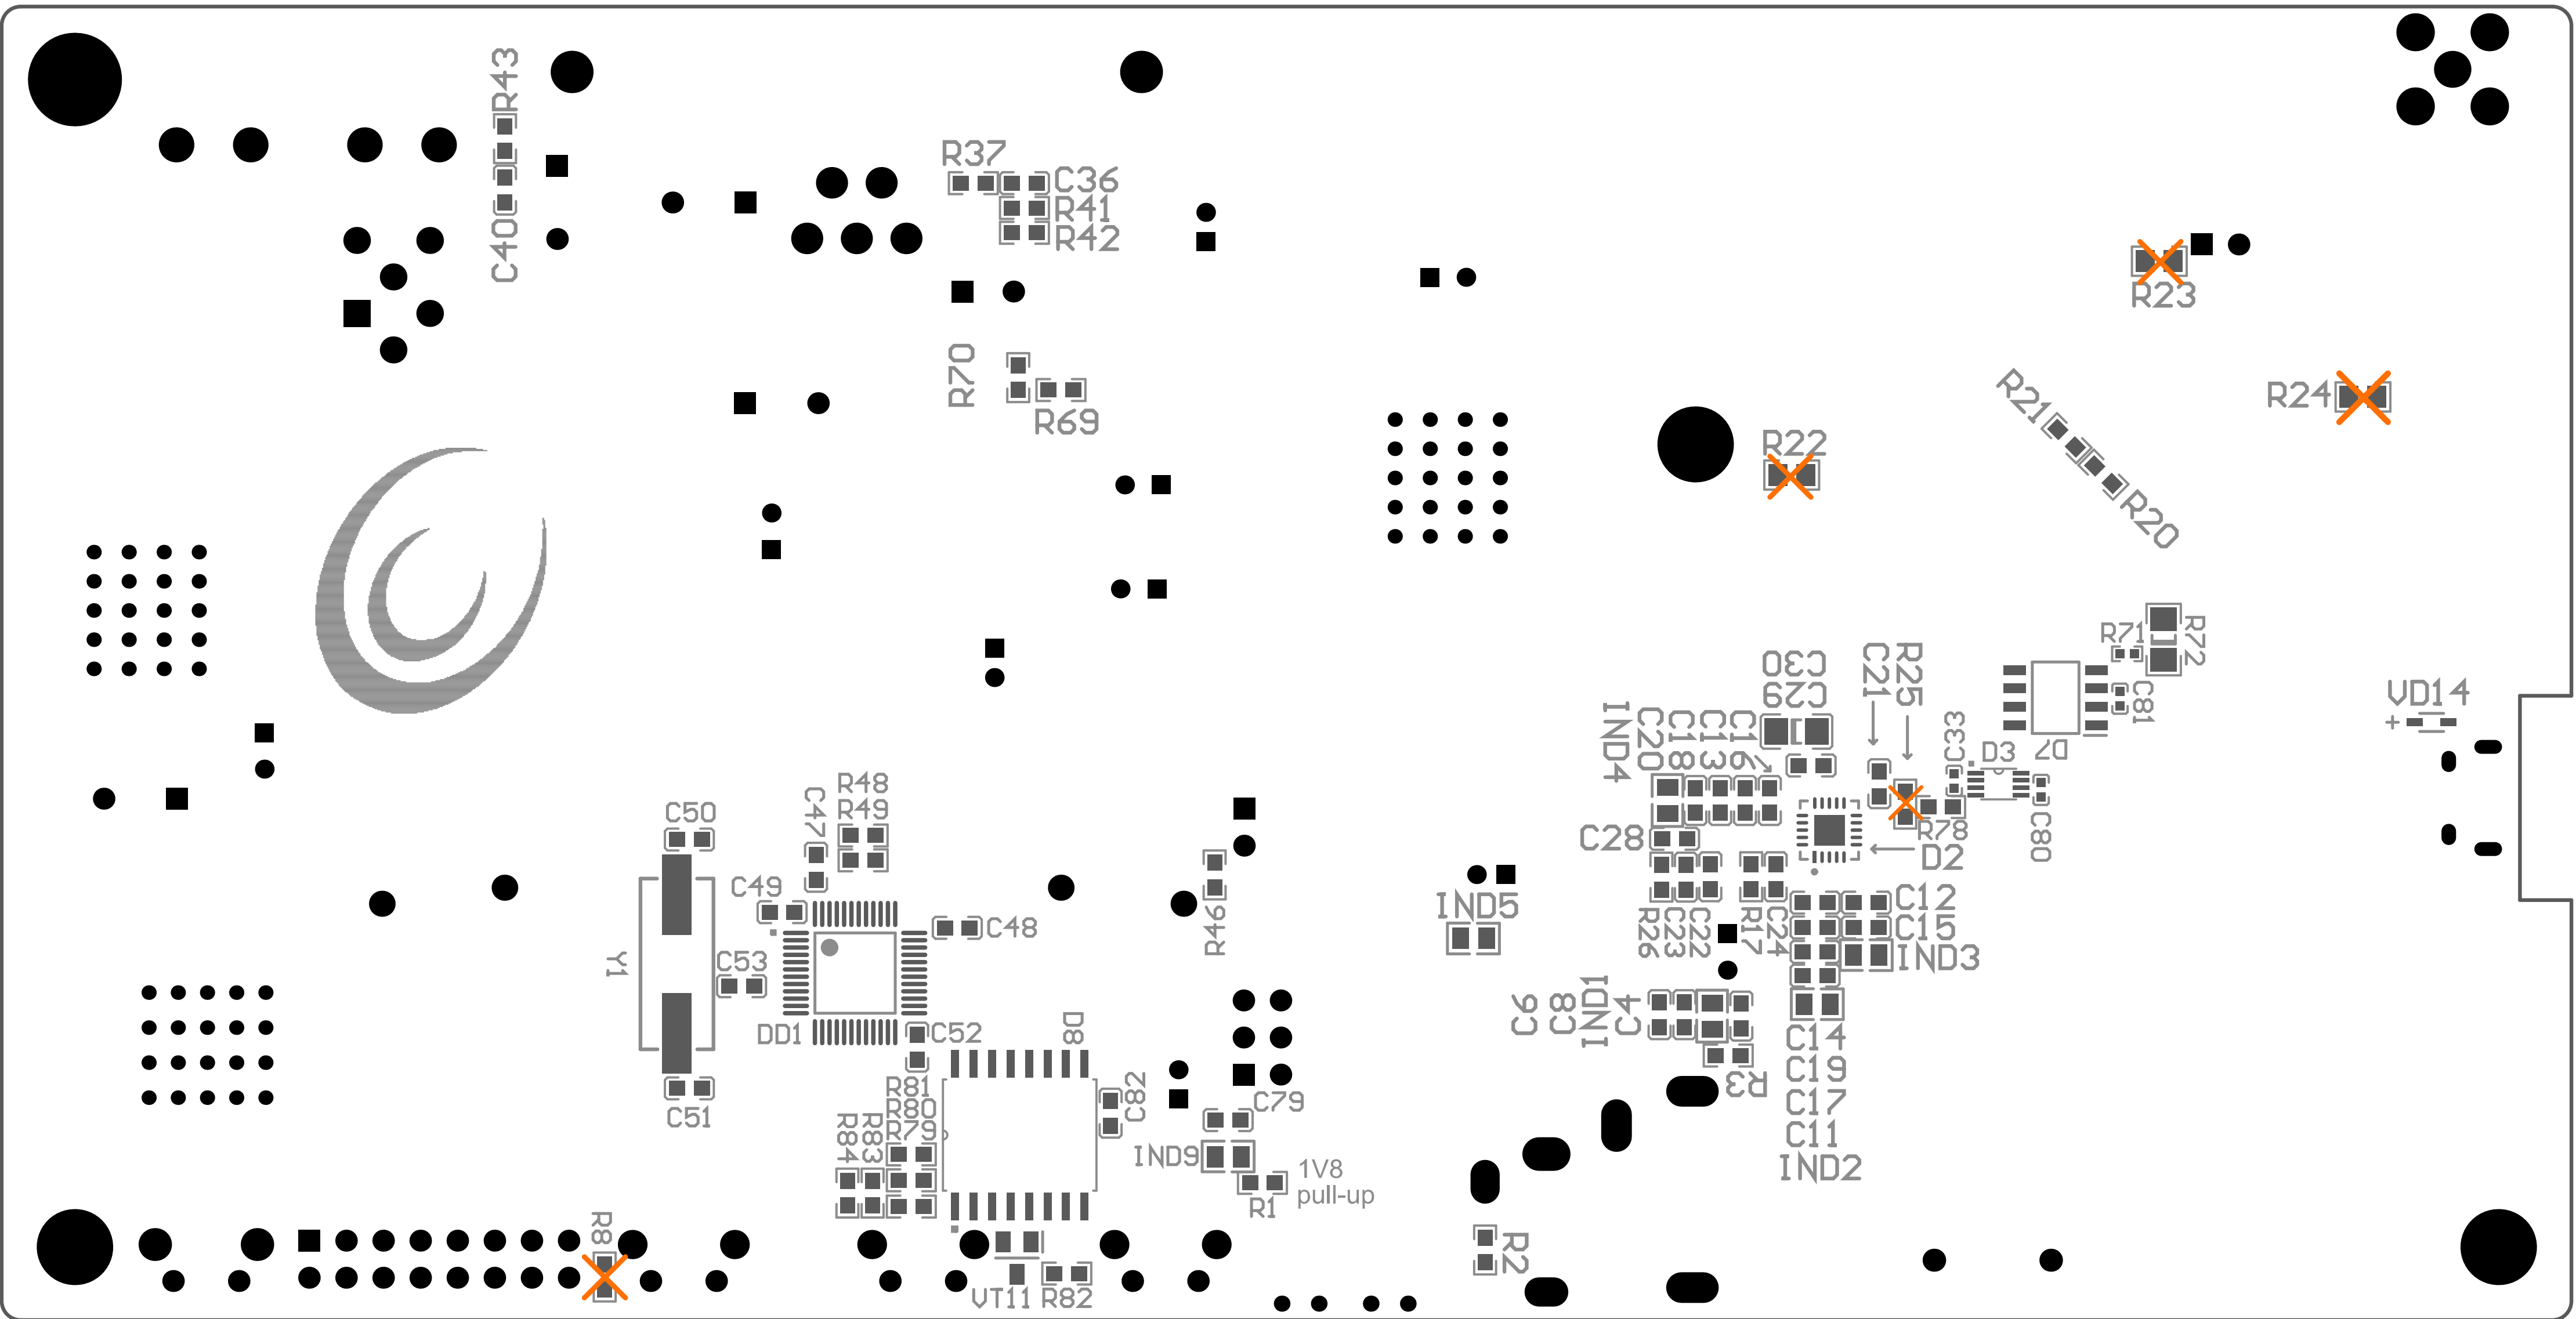 R43
C40
R37
C36
R41
R42
R23
R70
R69
R24
R21
R22
R20
R71
R72
C30
C29
C21
R25
IND4
C20
C18
C13
C16
C33
D3
D7
C81
VD14
+
R48
R49
C47
C50
C28
R78
D2
C80
C49
IND5
C12
C48
R46
C15
R26
C23
C22
R17
C24
IND3
Y1
C53
C6
C8
IND1
C4
DD1
C52
D8
C14
C19
R3
C17
C11
IND2
R81
R80
R79
R84
R83
C82
C79
C51
IND9
1V8
pull-up
R1
R8
R2
VT11
R82